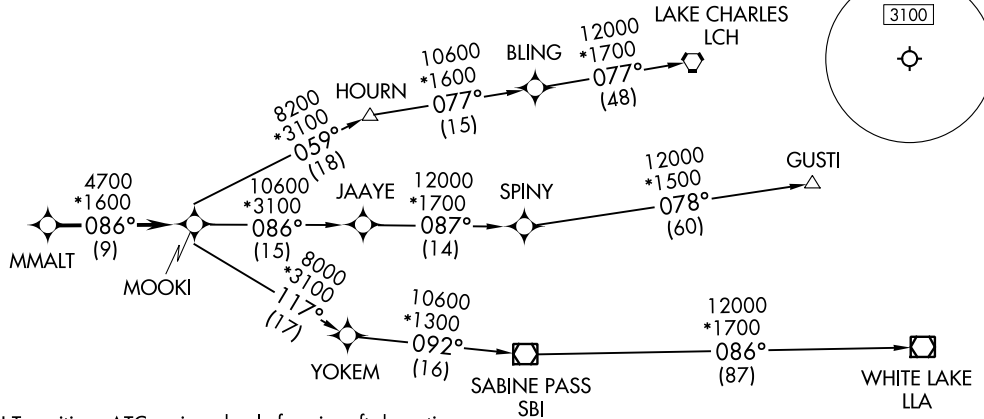 3100
LAKE CHARLES
LCH
12000
*1700
077°
(48)
BLING
10600
*1600
077°
(15)
HOURN
8200
*3100
059°
(18)
GUSTI
12000
*1500
078°
(60)
SPINY
12000
*1700
087°
(14)
JAAYE
10600
*3100
086°
(15)
4700
*1600
086°
(9)
MMALT
MOOKI
8000
*3100
117°
(17)
YOKEM
10600
*1300
092°
(16)
SABINE PASS
SBI
12000
*1700
086°
(87)
WHITE LAKE
LLA